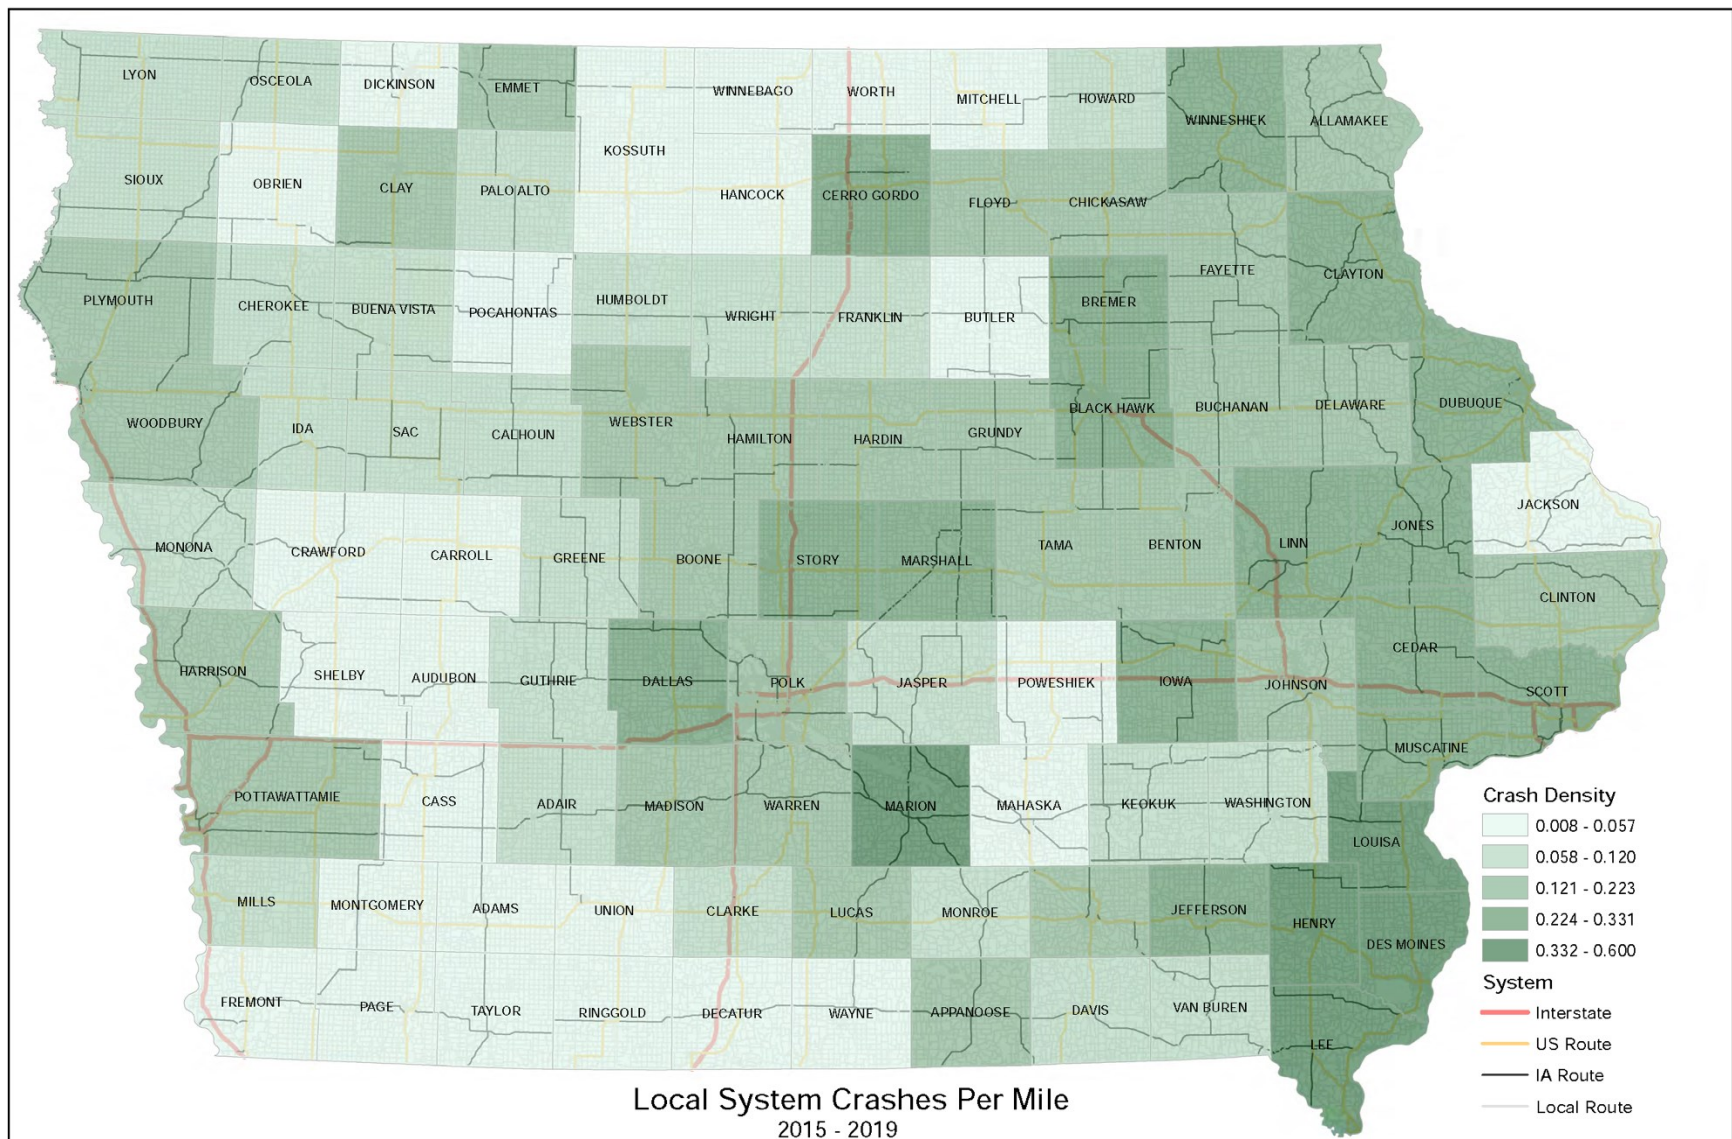 LYON
OSCEOLA
DICKINSON
EMMET
WINNEBAGO
WORTH
MITCHELL
HOWARD
WINNESHIEK
ALLAMAKEE
KOSSUTH
SIOUX
OBRIEN
CLAY
PALO ALTO
HANCOCK
CERRO GORDO
FLOYD
CHICKASAW
FAYETTE
CLAYTON
PLYMOUTH
CHEROKEE
BUENA VISTA
POCAHONTAS
HUMBOLDT
WRIGHT
FRANKLIN
BUTLER
BREMER
WOODBURY
IDA
SAC
CALHOUN
WEBSTER
HAMILTON
HARDIN
GRUNDY
BLACK HAWK
BUCHANAN
DELAWARE
DUBUQUE
JACKSON
MONONA
CRAWFORD
CARROLL
GREENE
BOONE
STORY
MARSHALL
TAMA
BENTON
LINN
JONES
CLINTON
HARRISON
SHELBY
AUDUBON
GUTHRIE
DALLAS
POLK
JASPER
POWESHIEK
IOWA
JOHNSON
CEDAR
SCOTT
MUSCATINE
POTTAWATTAMIE
CASS
ADAIR
MADISON
WARREN
MARION
MAHASKA
KEOKUK
WASHINGTON
LOUISA
MILLS
MONTGOMERY
ADAMS
UNION
CLARKE
LUCAS
MONROE
JEFFERSON
HENRY
DES MOINES
FREMONT
PAGE
TAYLOR
RINGGOLD
DECATUR
WAYNE
APPANOOSE
DAVIS
VAN BUREN
LEE
Crash Density
0.008 - 0.057
0.058 - 0.120
0.121 - 0.223
0.224 - 0.331
0.332 - 0.600
System
Interstate
US Route
IA Route
Local Route
Local System Crashes Per Mile
2015 - 2019